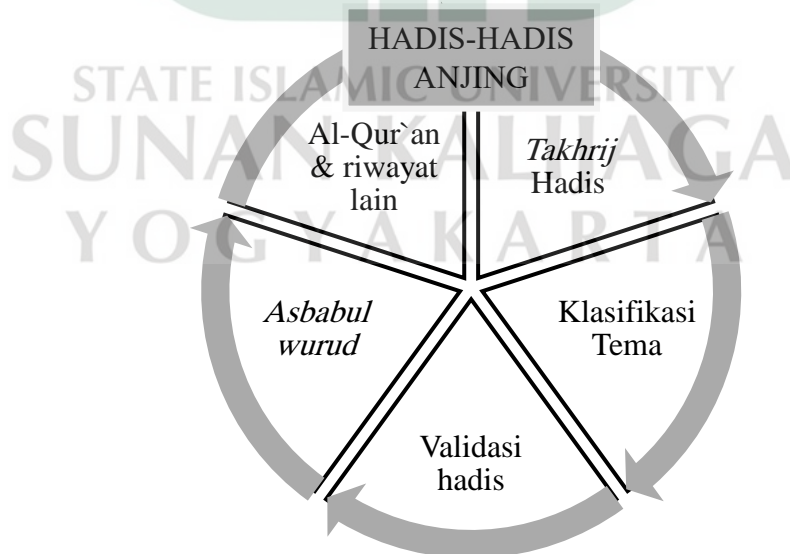 HADIS-HADIS
ANJING
STATE ISLAMIC UNIVERSITY
SUNAN KALIJAGA
YOGYAKARTA
Al-Qur`an
& riwayat
lain
Takhrij
Hadis
Klasifikasi
Tema
Validasi
hadis
Asbabul
wurud